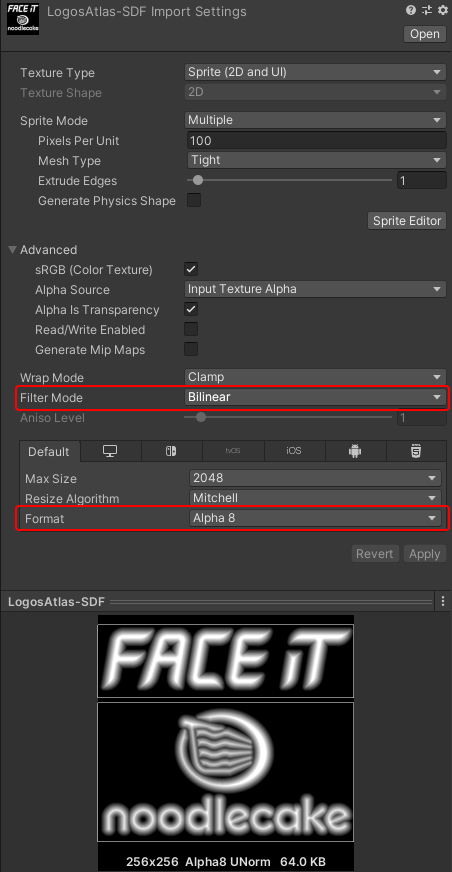 FACE iT
noodlecake
LogosAtlas-SDF Import Settings
Open
Texture Type Sprite (2D and UI)
Texture Shape 2D
Sprite Mode Multiple
Pixels Per Unit 100
Mesh Type Tight
Extrude Edges 1
Generate Physics Shape
Sprite Editor
Advanced
sRGB (Color Texture)
Alpha Source Input Texture Alpha
Alpha Is Transparency
Read/Write Enabled
Generate Mip Maps
Wrap Mode Clamp
Filter Mode Bilinear
Aniso Level 1
Default tvOS iOS
Max Size 2048
Resize Algorithm Mitchell
Format Alpha 8
Revert Apply
LogosAtlas-SDF
FACE iT
noodlecake
256x256 Alpha8 UNorm 64.0 KB